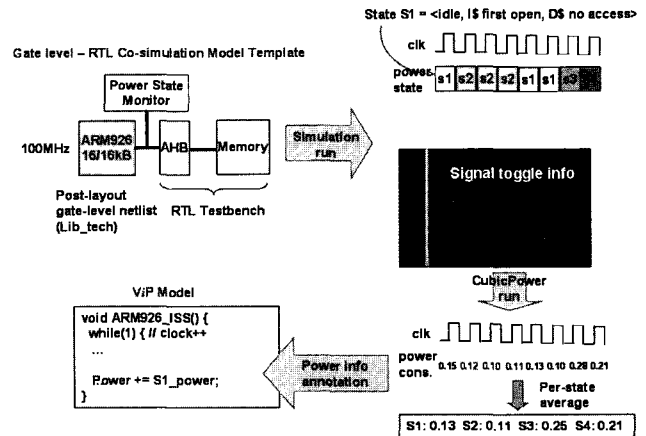 State S1 = <idle, I$ first open, D$ no access>
Gate level – RTL Co-simulation Model Template
clk
power state
s1 s2 s2 s2 s1 s1 s3
Power State Monitor
100MHz
ARM926 16/16kB
AHB
Memory
Simulation run
Post-layout gate-level netlist (Lib_tech)
RTL Testbench
Signal toggle info
CubicPower run
ViP Model
void ARM926_ISS() {
while(1) { // clock++
...
Power += S1_power;
}
Power info annotation
clk
power cons.
0.15 0.12 0.10 0.11 0.13 0.10 0.28 0.21
Per-state average
S1: 0.13 S2: 0.11 S3: 0.25 S4: 0.21